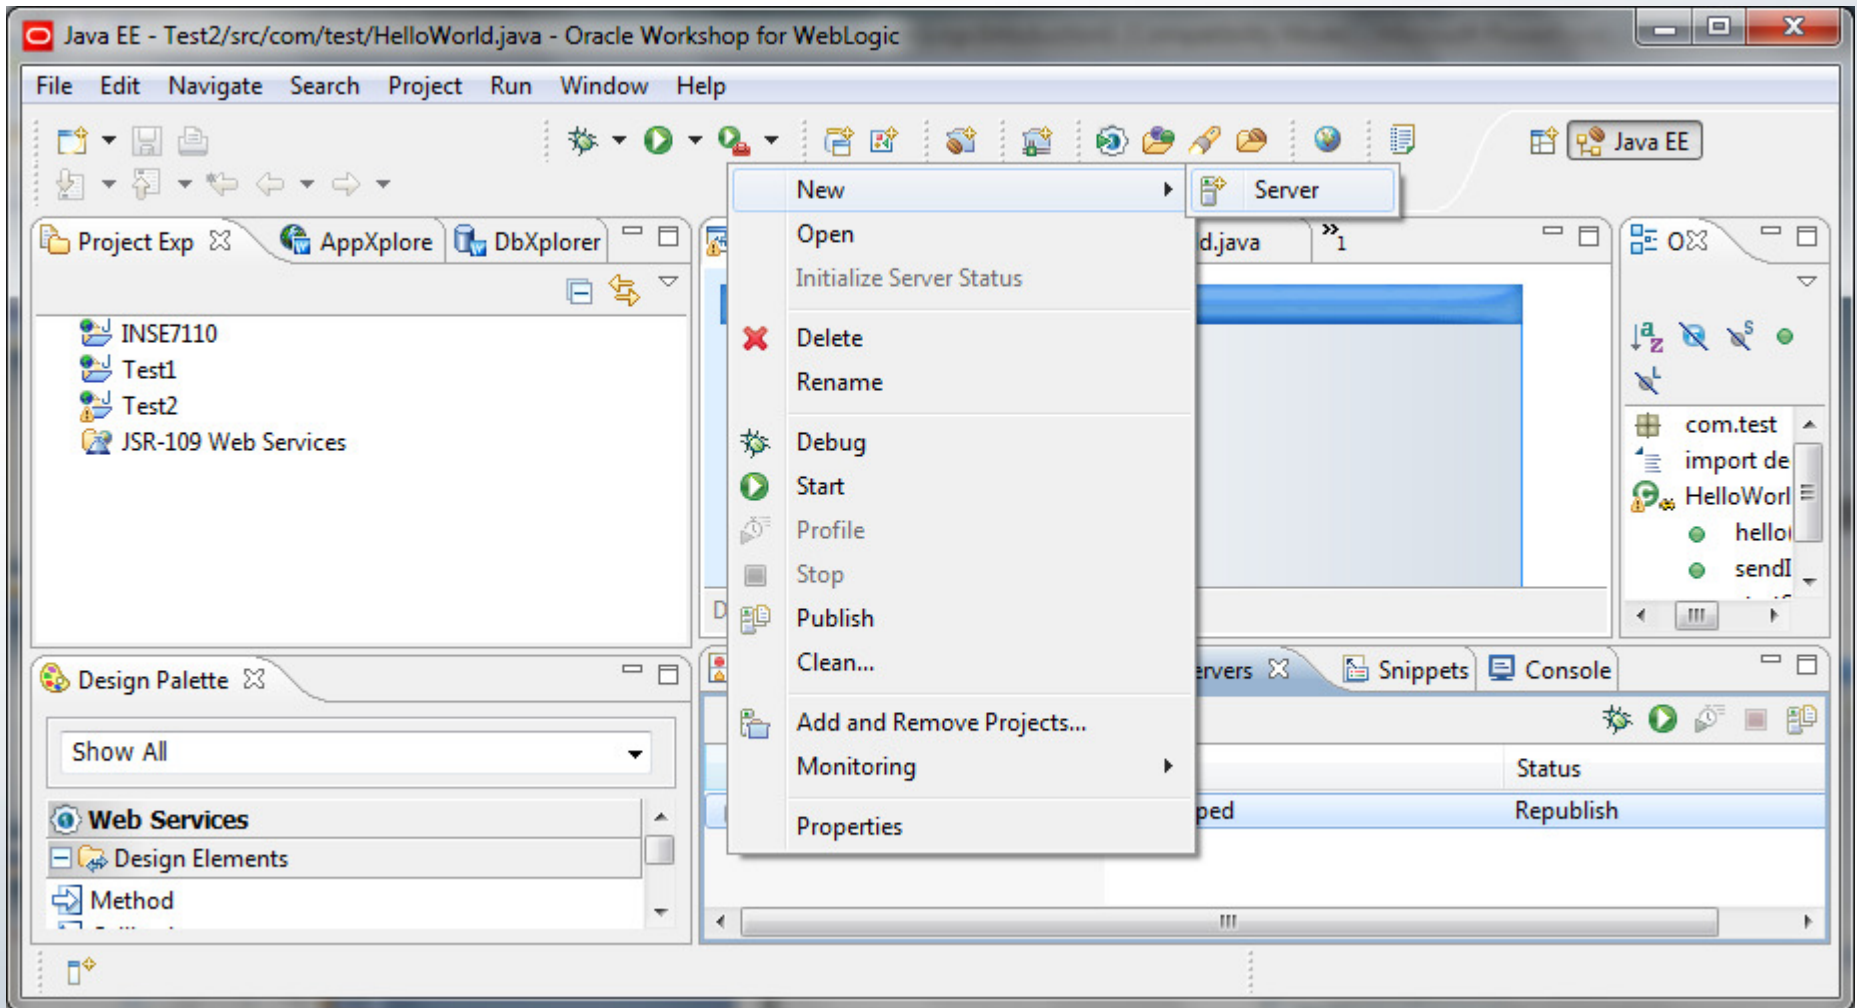 Java EE - Test2/src/com/test/HelloWorld.java - Oracle Workshop for WebLogic
File Edit Navigate Search Project Run Window Help
Java EE
New
Server
Project Exp AppXplore DbXplorer
d.java
1
O
Open
Initialize Server Status
Delete
Rename
Debug
Start
Profile
Stop
Publish
Clean...
Add and Remove Projects...
Monitoring
Properties
INSE7110
Test1
Test2
JSR-109 Web Services
com.test
import de
HelloWorl
hello(
sendI
D
Design Palette
Show All
Web Services
Design Elements
Method
ervers Snippets Console
Status
ped Republish